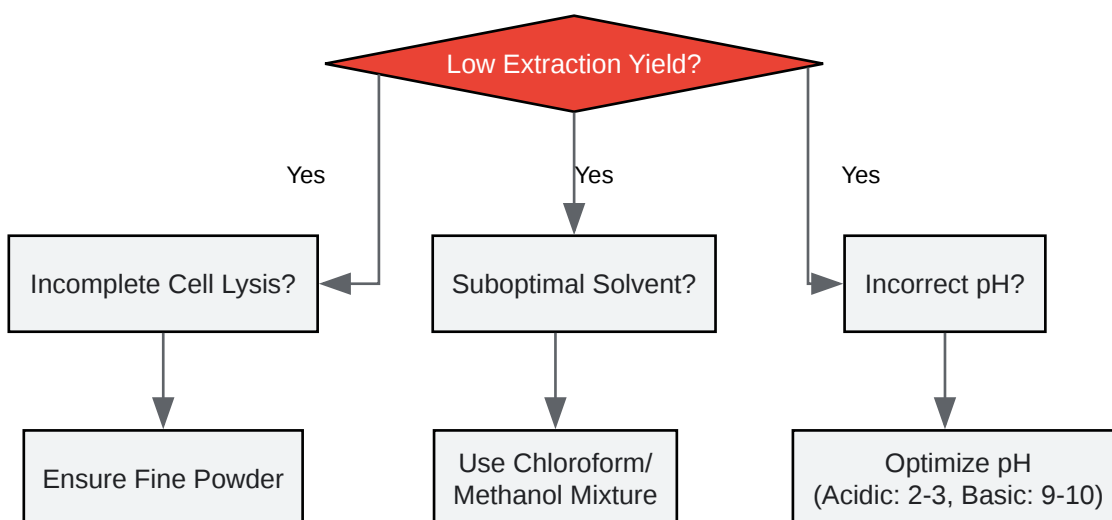 Low Extraction Yield?
Yes
Yes
Yes
Incomplete Cell Lysis?
Suboptimal Solvent?
Incorrect pH?
Ensure Fine Powder
Use Chloroform/
Methanol Mixture
Optimize pH
(Acidic: 2-3, Basic: 9-10)